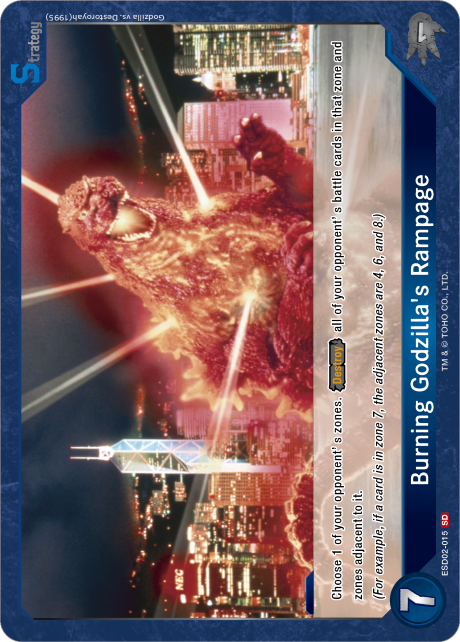 Strategy
Godzilla vs. Destoroyah(1995)
1
NEC
Choose 1 of your opponent's zones. Destroy all of your opponent's battle cards in that zone and
zones adjacent to it.
(For example, if a card is in zone 7, the adjacent zones are 4, 6, and 8.)
7
Burning Godzilla's Rampage
ESD02-015 SD
TM & © TOHO CO., LTD.